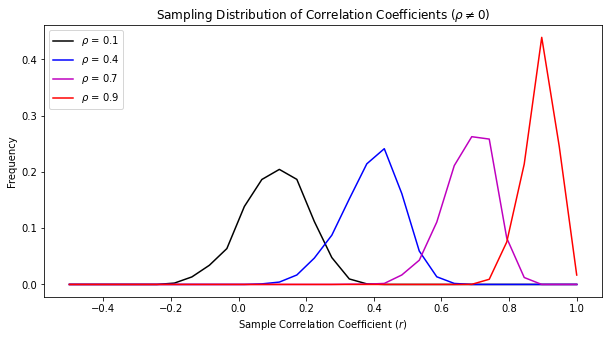 Sampling Distribution of Correlation Coefficients (ρ ≠ 0)
ρ = 0.1
ρ = 0.4
ρ = 0.7
ρ = 0.9
Frequency
0.4
0.3
0.2
0.1
0.0
−0.4 −0.2 0.0 0.2 0.4 0.6 0.8 1.0
Sample Correlation Coefficient (r)